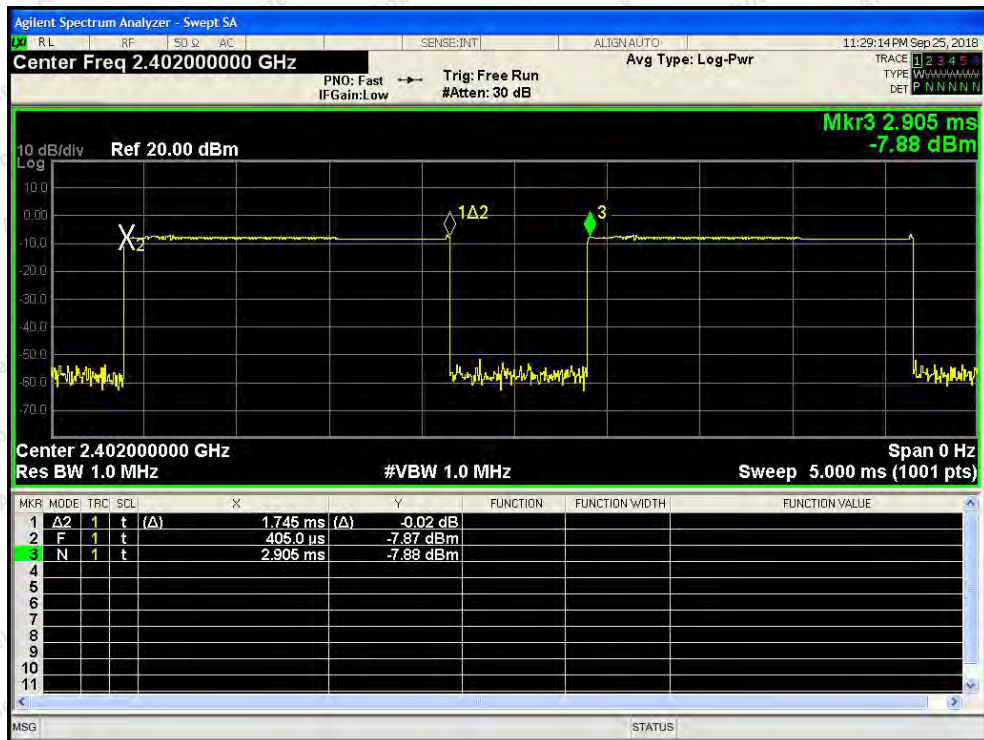 Agilent Spectrum Analyzer - Swept SA
LXI RL RF 50 Ω AC SENSE:INT ALIGN AUTO 11:29:14 PM Sep 25, 2018
Center Freq 2.402000000 GHz
PNO: Fast
IFGain:Low
Trig: Free Run
#Atten: 30 dB
Avg Type: Log-Pwr
TRACE 1 2 3 4 5 6
TYPE
DET P N N N N N
Mkr3 2.905 ms
-7.88 dBm
10 dB/div Ref 20.00 dBm
Log
10.0
0.00
-10.0
-20.0
-30.0
-40.0
-50.0
-60.0
-70.0
2
1Δ2
3
Center 2.402000000 GHz Span 0 Hz
Res BW 1.0 MHz #VBW 1.0 MHz Sweep 5.000 ms (1001 pts)
MKR MODE TRC SCL X Y FUNCTION FUNCTION WIDTH FUNCTION VALUE
1 Δ2 1 t (Δ) 1.745 ms (Δ) -0.02 dB
2 F 1 t 405.0 µs -7.87 dBm
3 N 1 t 2.905 ms -7.88 dBm
4
5
6
7
8
9
10
11
MSG STATUS